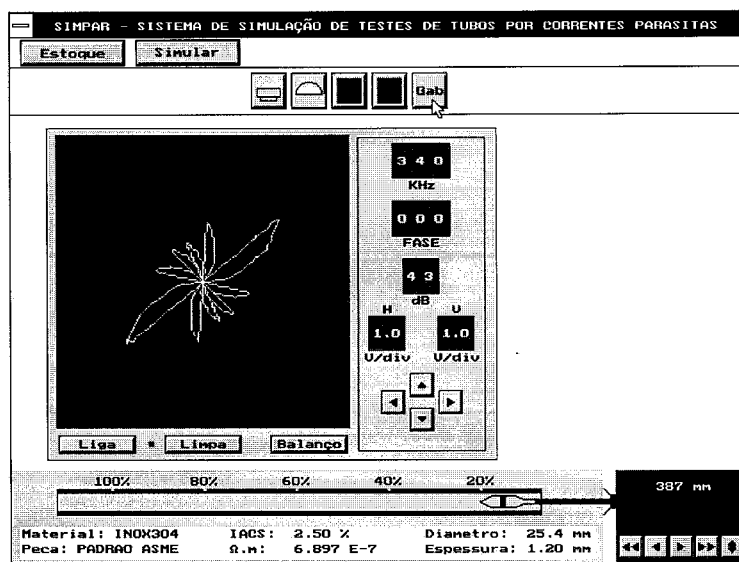 SIMPAR - SISTEMA DE SIMULAÇÃO DE TESTES DE TUBOS POR CORRENTES PARASITAS
Estoque Simular
Gab
3 4 0
KHz
0 0 0
FASE
4 3
dB
H V
1.0 1.0
V/div V/div
Liga Limpa Balanço
100% 80% 60% 40% 20%
387 mm
Material: INOX304 IACS: 2.50 % Diametro: 25.4 mm
Peca: PADRAO ASME Ω.m: 6.897 E-7 Espessura: 1.20 mm